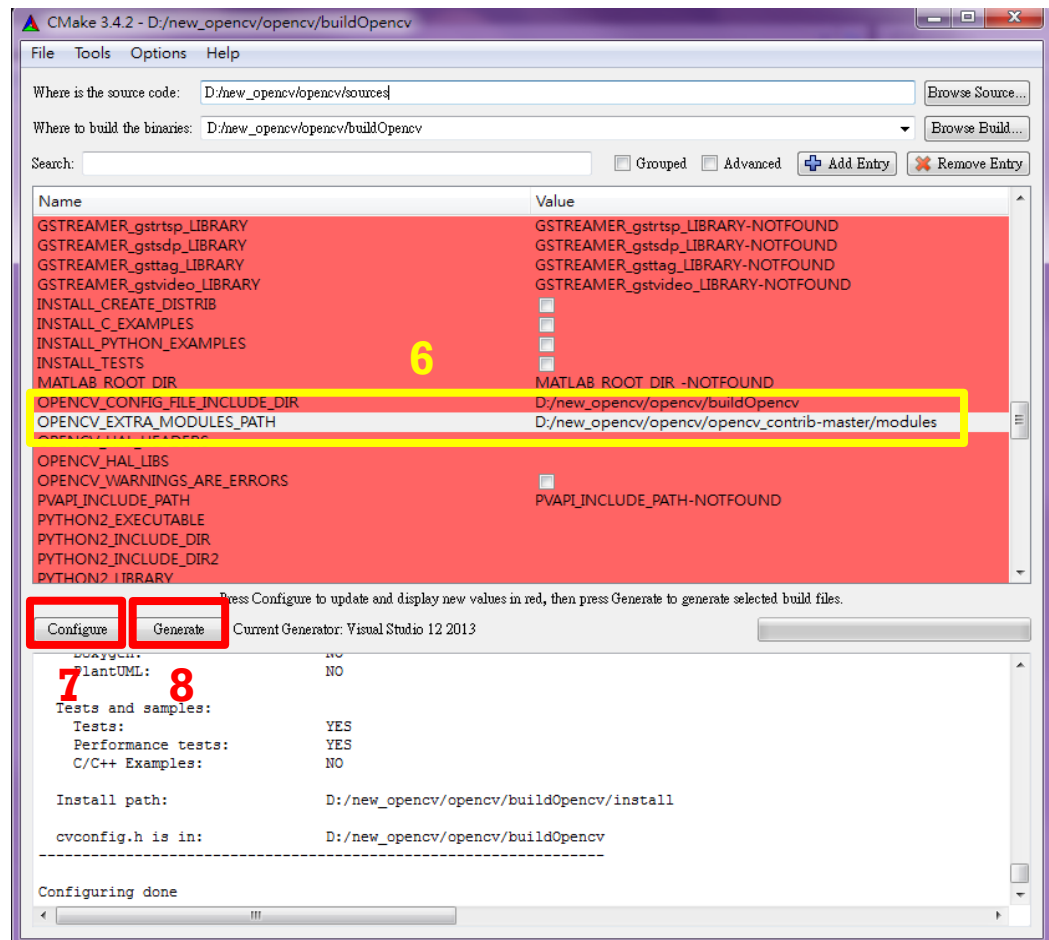 CMake 3.4.2 - D:/new_opencv/opencv/buildOpencv
File Tools Options Help
Where is the source code: D:/new_opencv/opencv/sources Browse Source...
Where to build the binaries: D:/new_opencv/opencv/buildOpencv Browse Build...
Search: Grouped Advanced Add Entry Remove Entry
Name Value
GSTREAMER_gstrtsp_LIBRARY GSTREAMER_gstrtsp_LIBRARY-NOTFOUND
GSTREAMER_gstsdp_LIBRARY GSTREAMER_gstsdp_LIBRARY-NOTFOUND
GSTREAMER_gsttag_LIBRARY GSTREAMER_gsttag_LIBRARY-NOTFOUND
GSTREAMER_gstvideo_LIBRARY GSTREAMER_gstvideo_LIBRARY-NOTFOUND
INSTALL_CREATE_DISTRIB
INSTALL_C_EXAMPLES
INSTALL_PYTHON_EXAMPLES
INSTALL_TESTS
6
MATLAB_ROOT_DIR_ MATLAB_ROOT_DIR_-NOTFOUND
OPENCV_CONFIG_FILE_INCLUDE_DIR D:/new_opencv/opencv/buildOpencv
OPENCV_EXTRA_MODULES_PATH D:/new_opencv/opencv/opencv_contrib-master/modules
OPENCV_HAL_HEADERS
OPENCV_HAL_LIBS
OPENCV_WARNINGS_ARE_ERRORS
PVAPI_INCLUDE_PATH PVAPI_INCLUDE_PATH-NOTFOUND
PYTHON2_EXECUTABLE
PYTHON2_INCLUDE_DIR
PYTHON2_INCLUDE_DIR2
PYTHON2_LIBRARY
Press Configure to update and display new values in red, then press Generate to generate selected build files.
Configure Generate Current Generator: Visual Studio 12 2013
7 8
Doxygen: NO
PlantUML: NO
Tests and samples:
Tests: YES
Performance tests: YES
C/C++ Examples: NO
Install path: D:/new_opencv/opencv/buildOpencv/install
cvconfig.h is in: D:/new_opencv/opencv/buildOpencv
-----------------------------------------------------------------
Configuring done